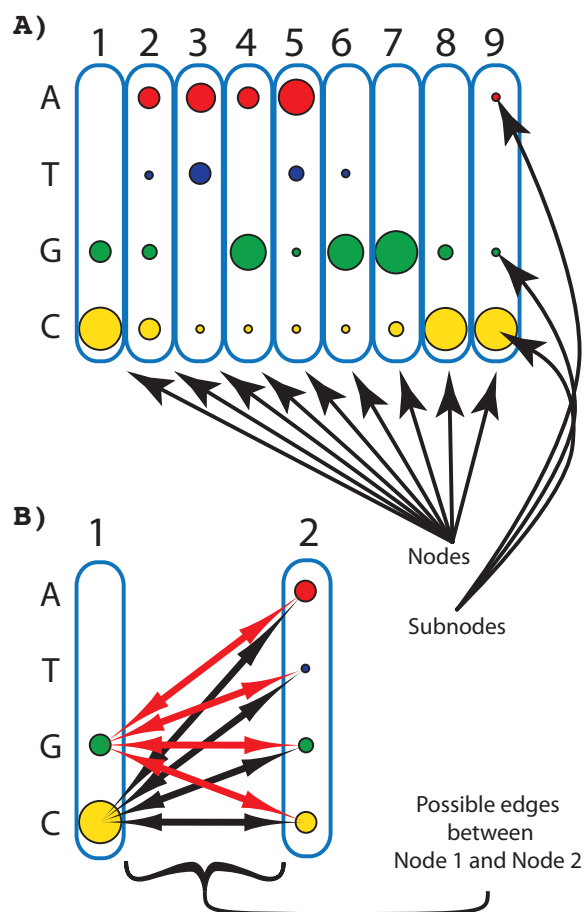 A)
1 2 3 4 5 6 7 8 9
A
T
G
C
Nodes
Subnodes
B)
1 2
A
T
G
C
Possible edges
between
Node 1 and Node 2